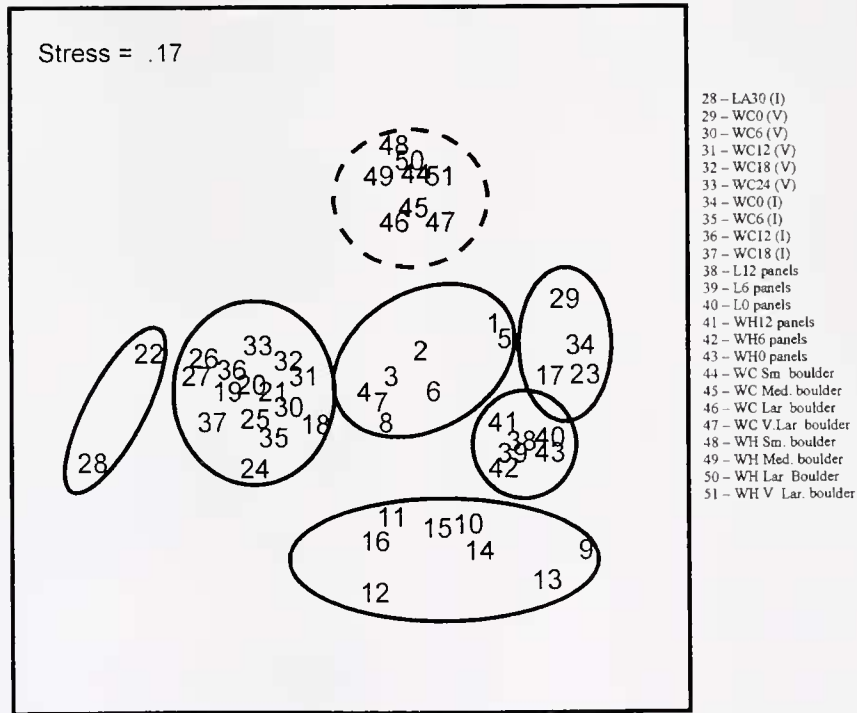 Stress = .17
48
50
49 44 51
45
46 47
29
1
5
34
2
33
22 26 32
36 31
27 20
19 21
3
17 23
4 6
7
30
37 25 18
8
41
35
38 40
39 43
28 24
42
11
15 10
16
14 9
13
12
28 – LA30 (I)
29 – WC0 (V)
30 – WC6 (V)
31 – WC12 (V)
32 – WC18 (V)
33 – WC24 (V)
34 – WC0 (I)
35 – WC6 (I)
36 – WC12 (I)
37 – WC18 (I)
38 – L12 panels
39 – L6 panels
40 – L0 panels
41 – WH12 panels
42 – WH6 panels
43 – WH0 panels
44 – WC Sm boulder
45 – WC Med. boulder
46 – WC Lar boulder
47 – WC V.Lar boulder
48 – WH Sm. boulder
49 – WH Med. boulder
50 – WH Lar Boulder
51 – WH V Lar. boulder